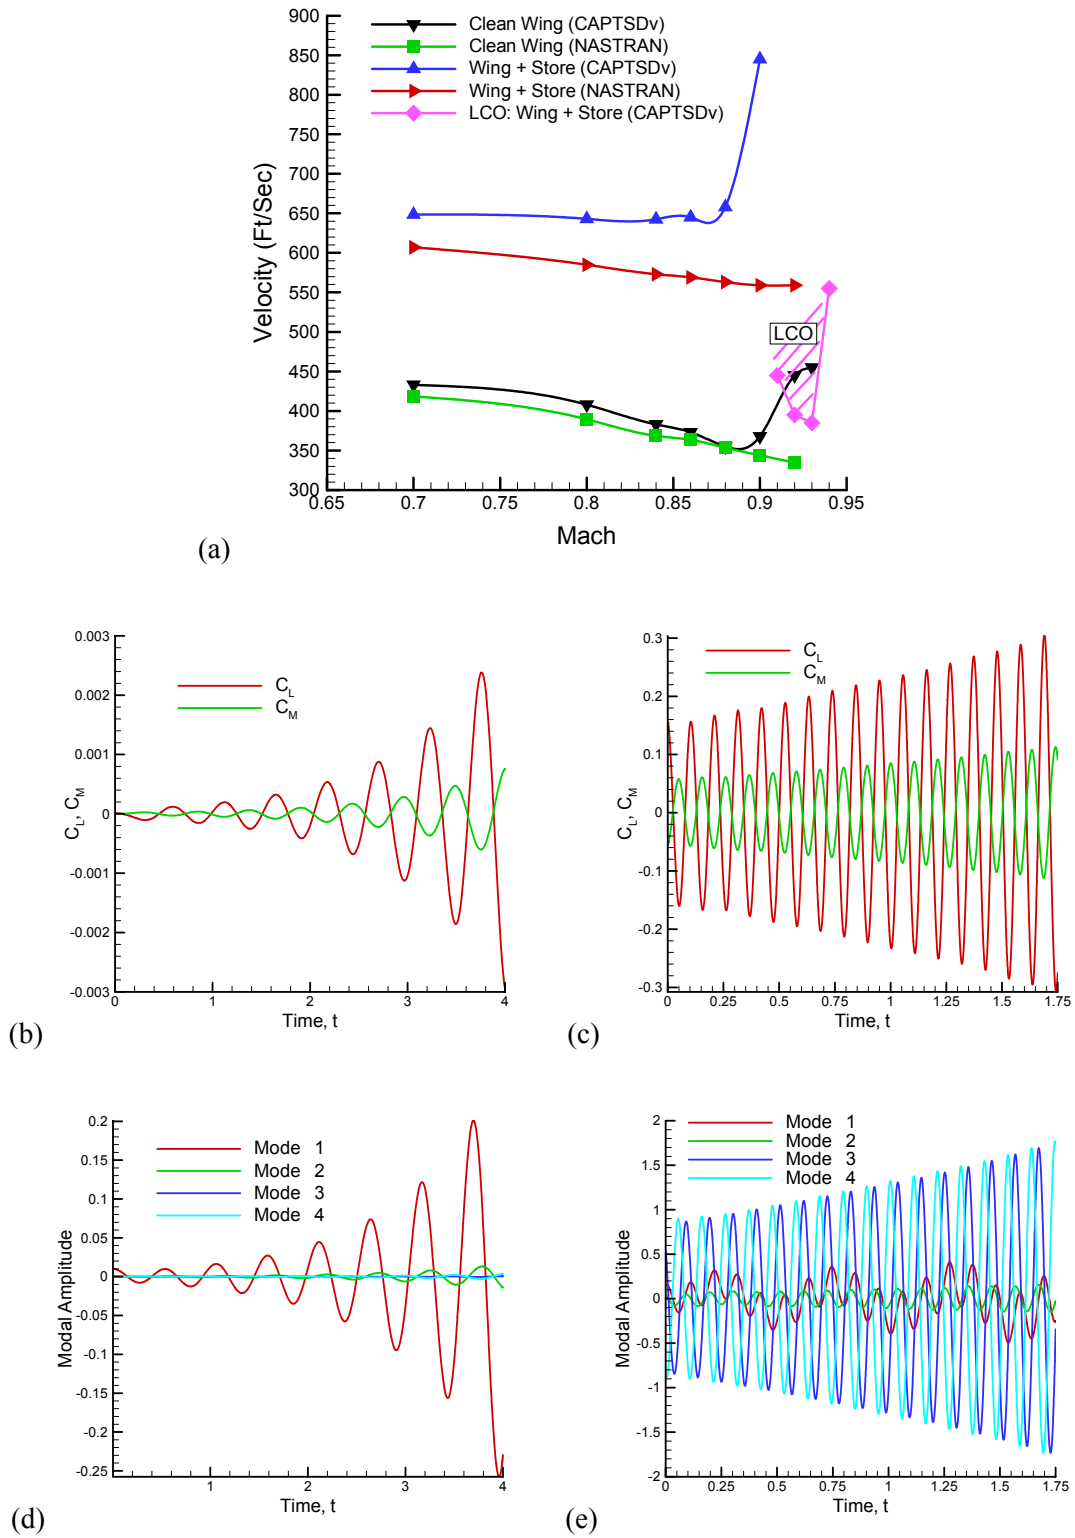 900
850
800
750
700
650
600
550
500
450
400
350
300
Velocity (Ft/Sec)
Clean Wing (CAPTSDv)
Clean Wing (NASTRAN)
Wing + Store (CAPTSDv)
Wing + Store (NASTRAN)
LCO: Wing + Store (CAPTSDv)
LCO
0.65 0.7 0.75 0.8 0.85 0.9 0.95
Mach
(a)
0.003
0.002
0.001
0
-0.001
-0.002
-0.003
C_L, C_M
C_L
C_M
0 1 2 3 4
Time, t
(b)
0.3
0.2
0.1
0
-0.1
-0.2
-0.3
C_L, C_M
C_L
C_M
0 0.25 0.5 0.75 1 1.25 1.5 1.75
Time, t
(c)
0.2
0.15
0.1
0.05
0
-0.05
-0.1
-0.15
-0.2
-0.25
Modal Amplitude
Mode 1
Mode 2
Mode 3
Mode 4
1 2 3 4
Time, t
(d)
2
1.5
1
0.5
0
-0.5
-1
-1.5
-2
Modal Amplitude
Mode 1
Mode 2
Mode 3
Mode 4
0 0.25 0.5 0.75 1 1.25 1.5 1.75
Time, t
(e)